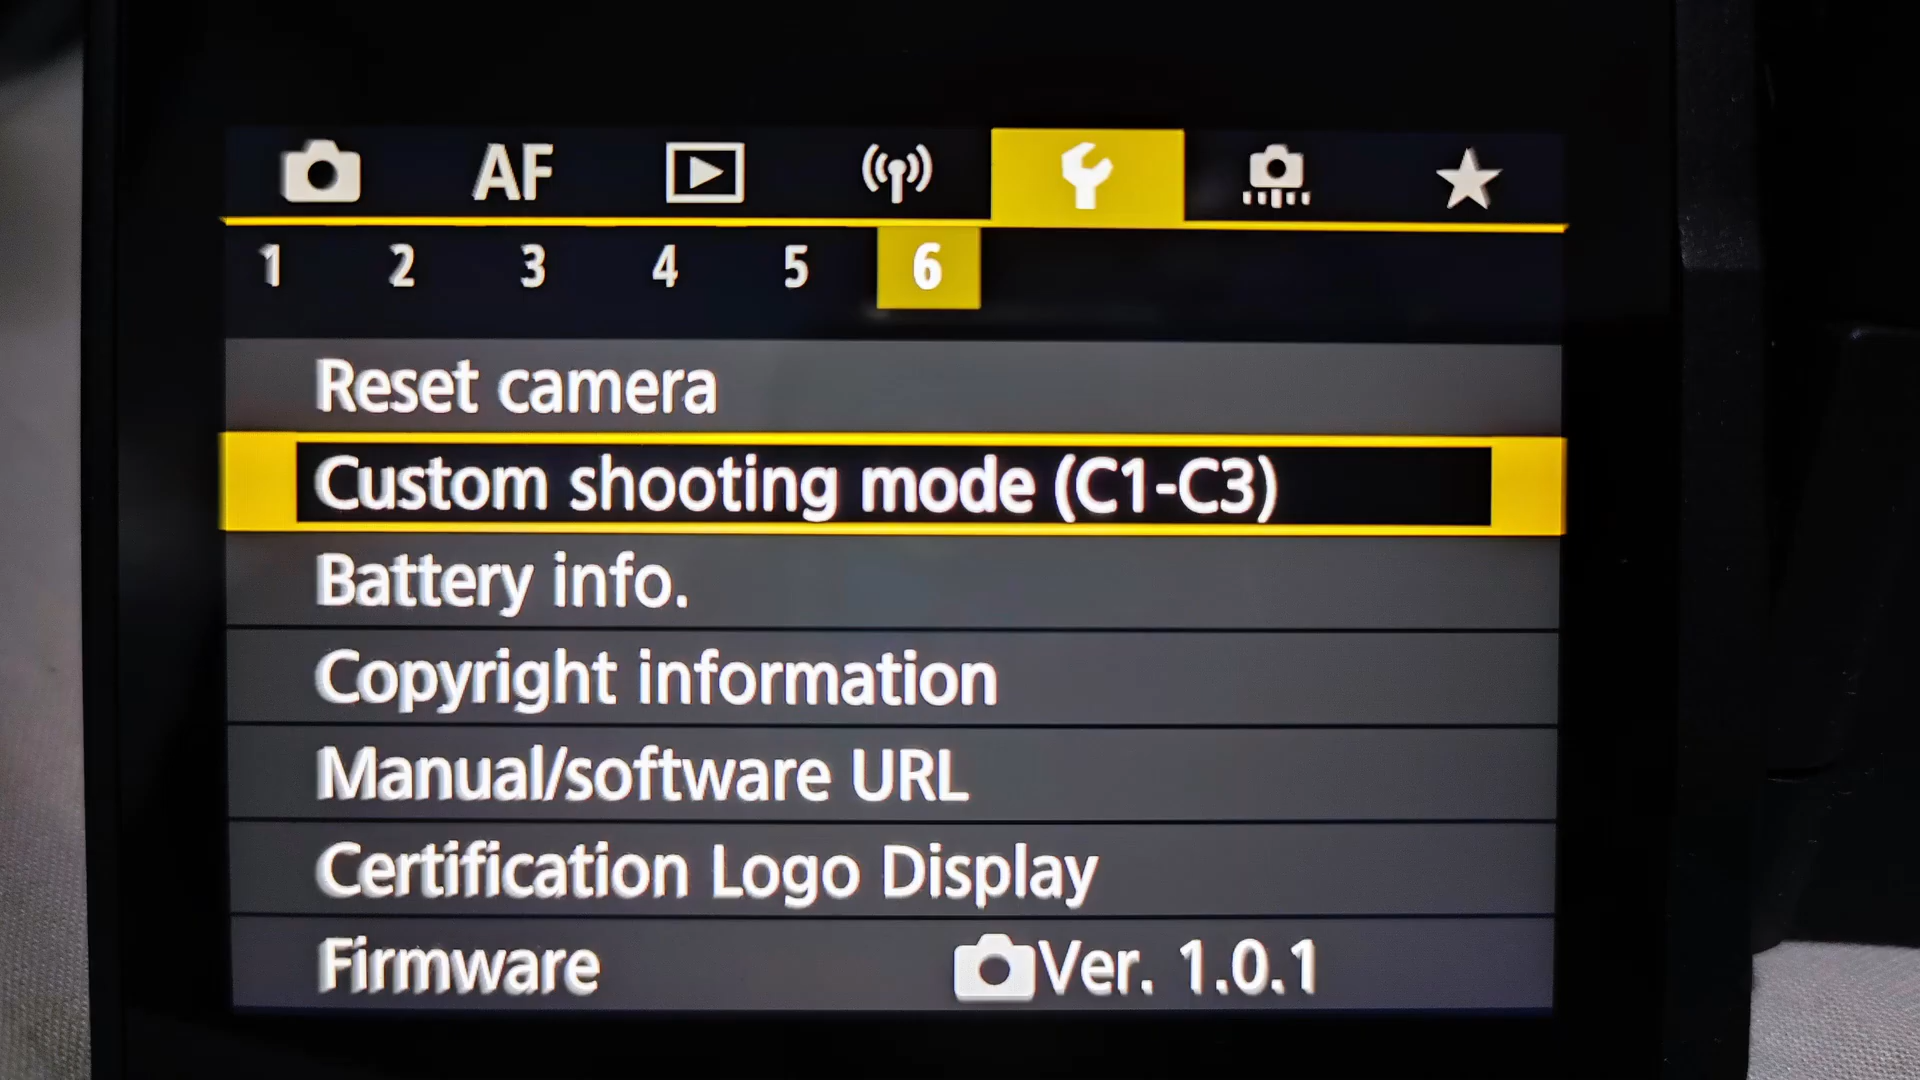 AF
1 2 3 4 5 6
Reset camera
Custom shooting mode (C1-C3)
Battery info.
Copyright information
Manual/software URL
Certification Logo Display
Firmware Ver. 1.0.1